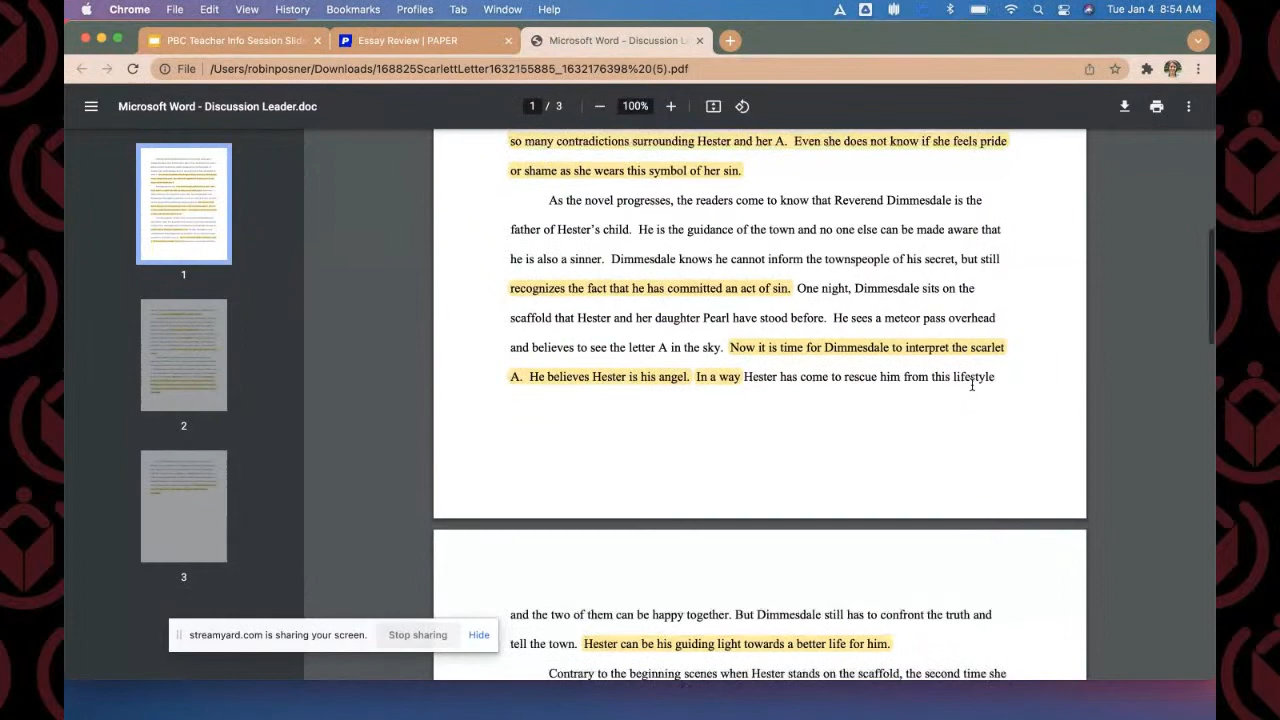 Chrome File Edit View History Bookmarks Profiles Tab Window Help Tue Jan 4 8:54 AM
PBC Teacher Info Session Slid Essay Review | PAPER Microsoft Word - Discussion Le
File /Users/robinposner/Downloads/168825ScarlettLetter1632155885_1632176398%20(5).pdf
Microsoft Word - Discussion Leader.doc 1 / 3 100%
so many contradictions surrounding Hester and her A. Even she does not know if she feels pride
or shame as she wears this symbol of her sin.
As the novel progresses, the readers come to know that Reverend Dimmesdale is the
father of Hester's child. He is the guidance of the town and no one else can be made aware that
he is also a sinner. Dimmesdale knows he cannot inform the townspeople of his secret, but still
recognizes the fact that he has committed an act of sin. One night, Dimmesdale sits on the
scaffold that Hester and her daughter Pearl have stood before. He sees a meteor pass overhead
and believes to see the letter A in the sky. Now it is time for Dimmesdale to interpret the scarlet
A. He believes Hester is his angel. In a way Hester has come to rescue him from this lifestyle
and the two of them can be happy together. But Dimmesdale still has to confront the truth and
tell the town. Hester can be his guiding light towards a better life for him.
Contrary to the beginning scenes when Hester stands on the scaffold, the second time she
1
2
3
streamyard.com is sharing your screen. Stop sharing Hide